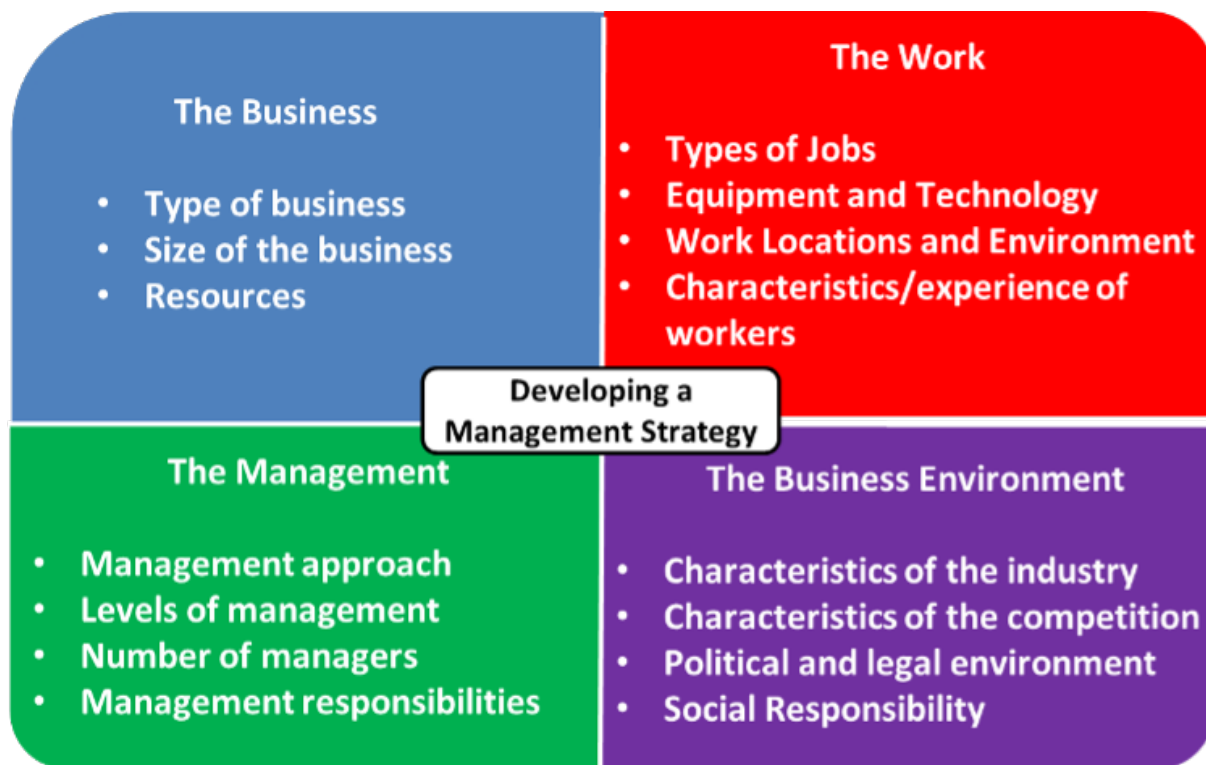 The Business
• Type of business
• Size of the business
• Resources
The Work
• Types of Jobs
• Equipment and Technology
• Work Locations and Environment
• Characteristics/experience of
workers
Developing a
Management Strategy
The Management
• Management approach
• Levels of management
• Number of managers
• Management responsibilities
The Business Environment
• Characteristics of the industry
• Characteristics of the competition
• Political and legal environment
• Social Responsibility